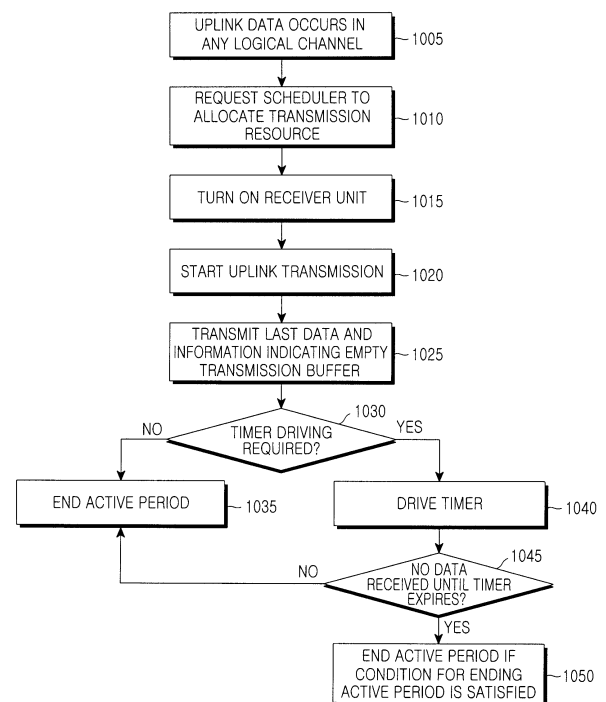 UPLINK DATA OCCURS IN
ANY LOGICAL CHANNEL
1005
REQUEST SCHEDULER TO
ALLOCATE TRANSMISSION
RESOURCE
1010
TURN ON RECEIVER UNIT
1015
START UPLINK TRANSMISSION
1020
TRANSMIT LAST DATA AND
INFORMATION INDICATING EMPTY
TRANSMISSION BUFFER
1025
1030
NO
TIMER DRIVING
REQUIRED?
YES
END ACTIVE PERIOD
1035
DRIVE TIMER
1040
1045
NO
NO DATA
RECEIVED UNTIL TIMER
EXPIRES?
YES
END ACTIVE PERIOD IF
CONDITION FOR ENDING
ACTIVE PERIOD IS SATISFIED
1050